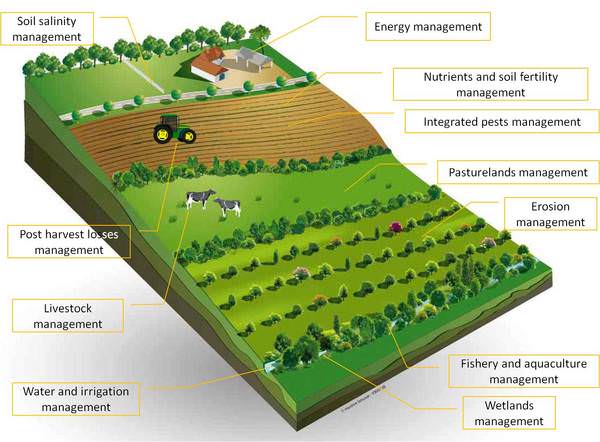 Soil salinity
management
Energy management
Nutrients and soil fertility
management
Integrated pests management
Pasturelands management
Erosion
management
Post harvest losses
management
Livestock
management
Water and irrigation
management
Fishery and aquaculture
management
Wetlands
management